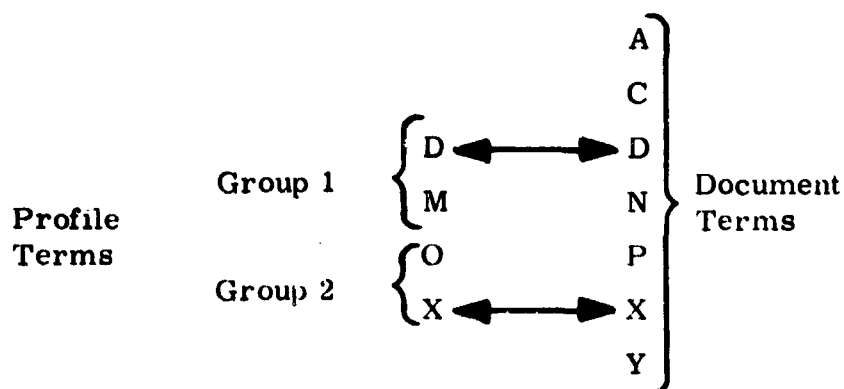 A
C
Group 1
D
D
M
N
Profile
Terms
Document
Terms
Group 2
O
P
X
X
Y